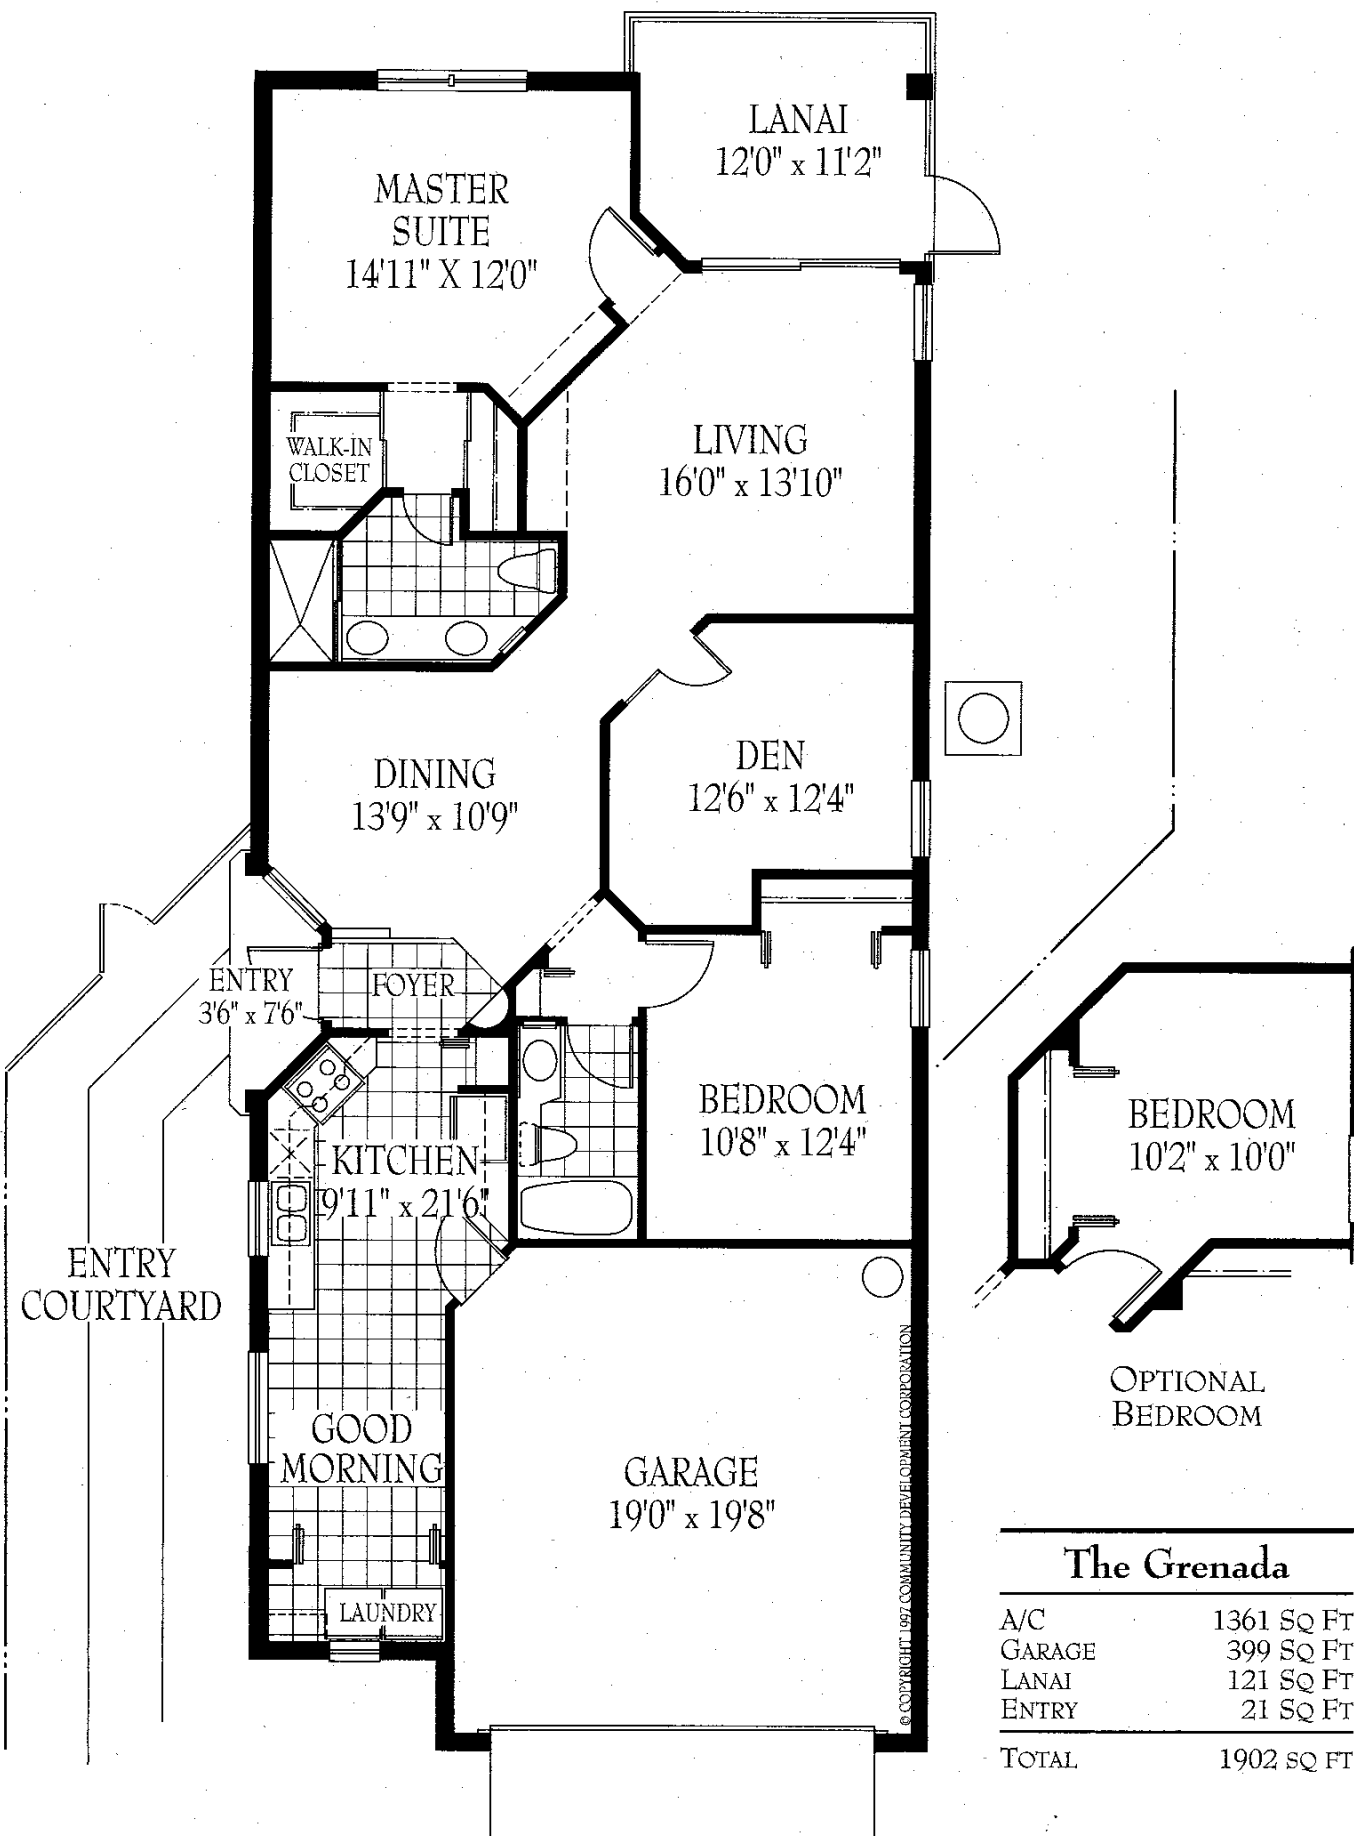 LANAI
12'0" x 11'2"
MASTER
SUITE
14'11" X 12'0"
WALK-IN
CLOSET
LIVING
16'0" x 13'10"
DINING
13'9" x 10'9"
DEN
12'6" x 12'4"
ENTRY
3'6" x 7'6"
FOYER
BEDROOM
10'8" x 12'4"
KITCHEN
9'11" x 21'6"
ENTRY
COURTYARD
GOOD
MORNING
LAUNDRY
GARAGE
19'0" x 19'8"
© COPYRIGHT 1997 COMMUNITY DEVELOPMENT CORPORATION
BEDROOM
10'2" x 10'0"
OPTIONAL
BEDROOM
The Grenada
A/C 1361 SQ FT
GARAGE 399 SQ FT
LANAI 121 SQ FT
ENTRY 21 SQ FT
TOTAL 1902 SQ FT